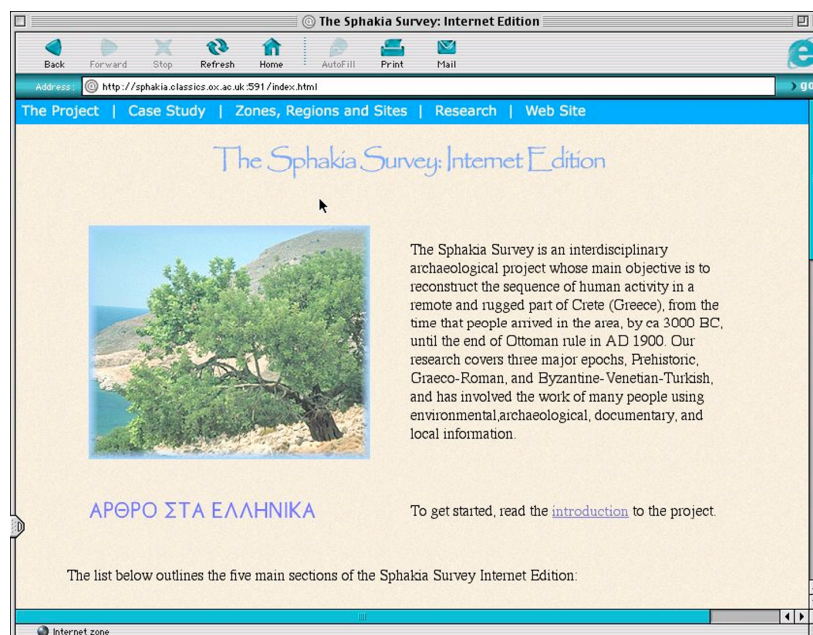 The Sphakia Survey: Internet Edition
Back Forward Stop Refresh Home AutoFill Print Mail
Address: http://sphakia.classics.ox.ac.uk:591/index.html go
The Project | Case Study | Zones, Regions and Sites | Research | Web Site
The Sphakia Survey: Internet Edition
The Sphakia Survey is an interdisciplinary
archaeological project whose main objective is to
reconstruct the sequence of human activity in a
remote and rugged part of Crete (Greece), from the
time that people arrived in the area, by ca 3000 BC,
until the end of Ottoman rule in AD 1900. Our
research covers three major epochs, Prehistoric,
Graeco-Roman, and Byzantine-Venetian-Turkish,
and has involved the work of many people using
environmental,archaeological, documentary, and
local information.
ΑΡΘΡΟ ΣΤΑ ΕΛΛΗΝΙΚΑ
To get started, read the introduction to the project.
The list below outlines the five main sections of the Sphakia Survey Internet Edition:
Internet zone